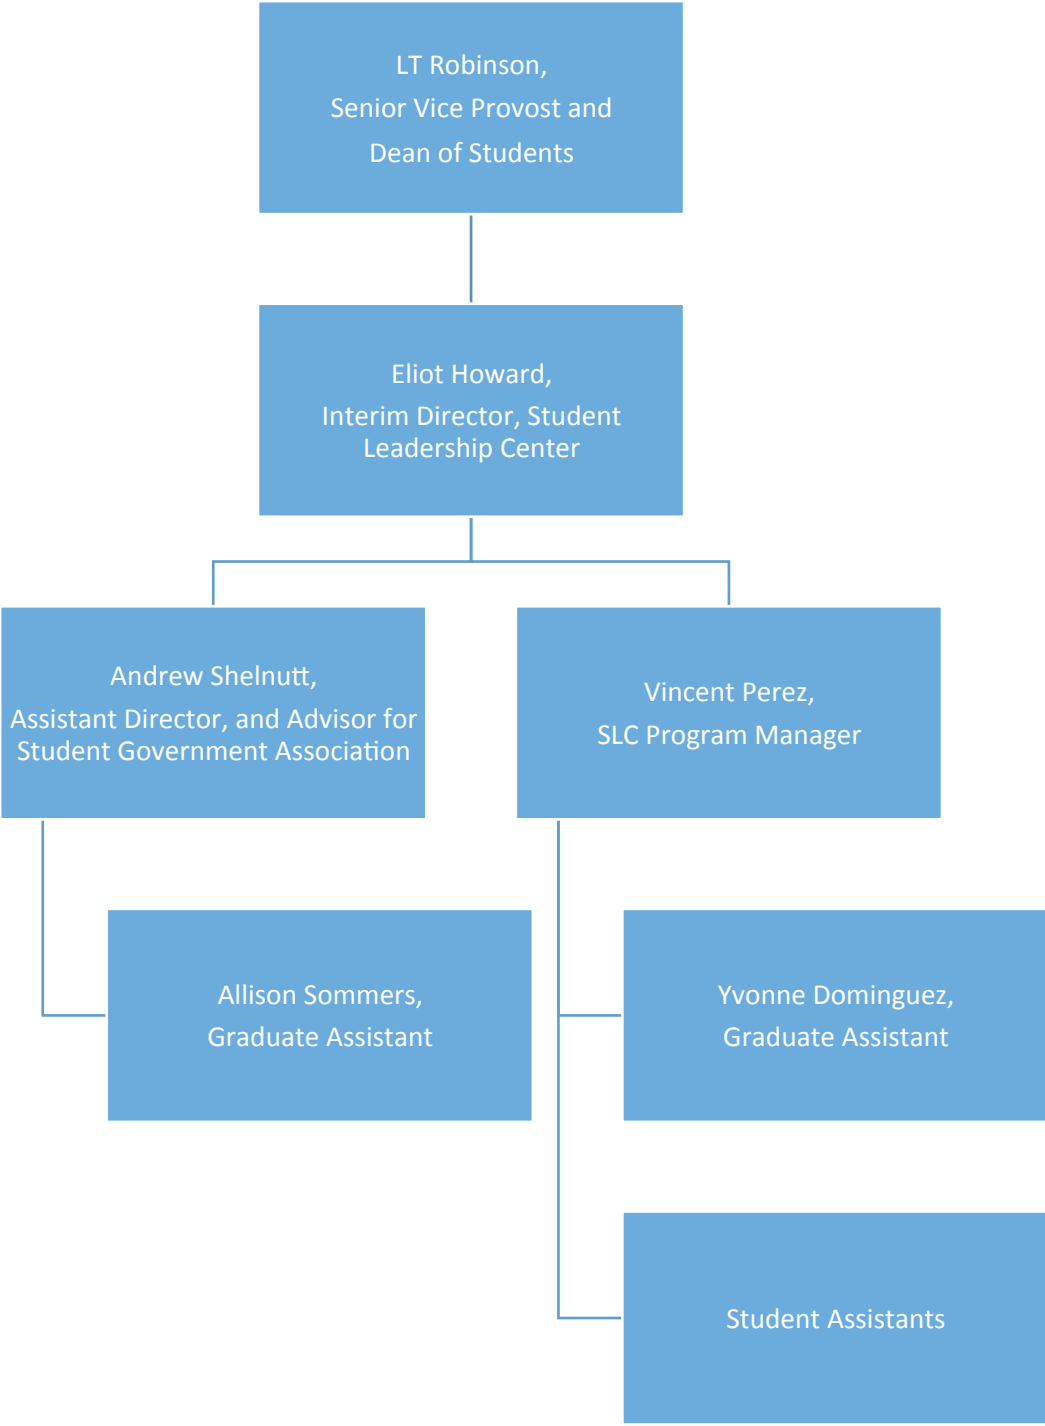 LT Robinson,
Senior Vice Provost and
Dean of Students
Eliot Howard,
Interim Director, Student
Leadership Center
Andrew Shelnutt,
Assistant Director, and Advisor for
Student Government Association
Vincent Perez,
SLC Program Manager
Allison Sommers,
Graduate Assistant
Yvonne Dominguez,
Graduate Assistant
Student Assistants